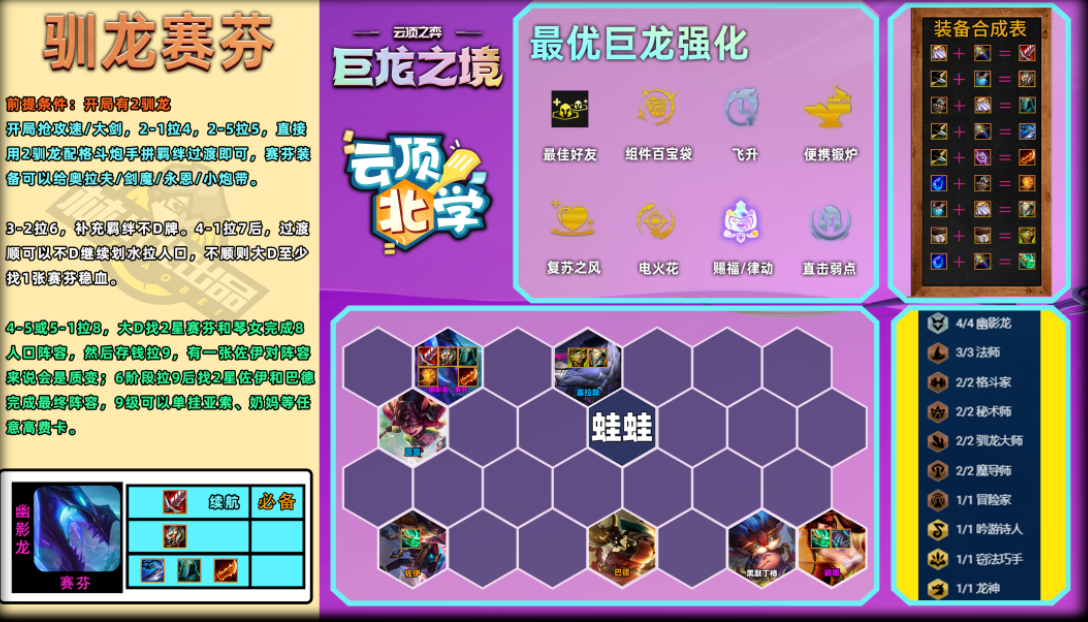 驯龙赛芬
前提条件：开局有2驯龙
开局抢攻速/大剑，2-1拉4，2-5拉5，直接
用2驯龙配格斗炮手拼羁绊过渡即可，赛芬装
备可以给奥拉夫/剑魔/永恩/小炮带。
3-2拉6，补充羁绊不D牌。4-1拉7后，过渡
顺可以不D继续划水拉人口，不顺则大D至少
找1张赛芬稳血。
4-5或5-1拉8，大D找2星赛芬和琴女完成8
人口阵容，然后存钱拉9，有一张佐伊对阵容
来说会是质变；6阶段拉9后找2星佐伊和巴德
完成最终阵容，9级可以单挂亚索、奶妈等任
意高费卡。
幽影龙
赛芬
续航
必备
云顶之弈
巨龙之境
云顶
北学
最优巨龙强化
最佳好友
组件百宝袋
飞升
便携锻炉
复苏之风
电火花
赐福/律动
直击弱点
塞拉斯
蛙蛙
佐伊
巴德
黑默丁格
装备合成表
4/4 幽影龙
3/3 法师
2/2 格斗家
2/2 秘术师
2/2 驯龙大师
2/2 魔导师
1/1 冒险家
1/1 吟游诗人
1/1 窃法巧手
1/1 龙神